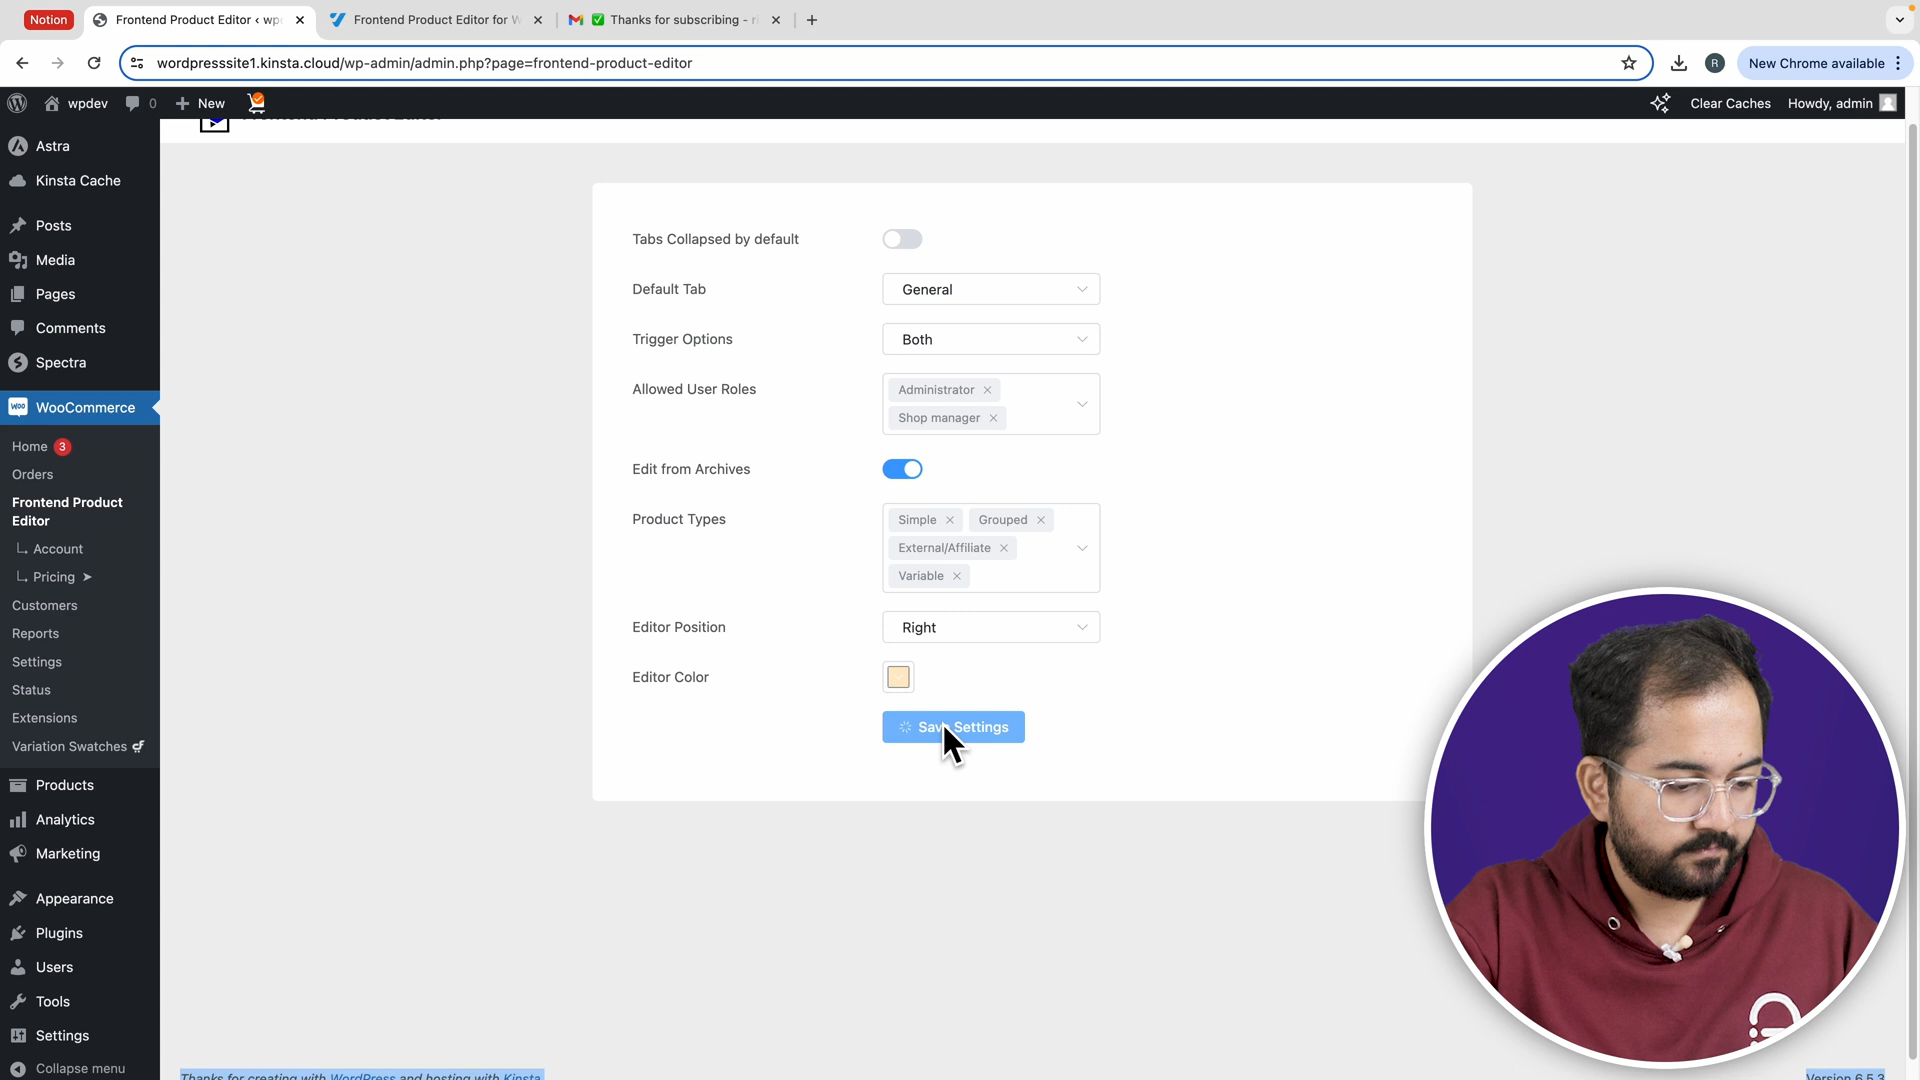 Notion
Frontend Product Editor ‹ wp
Frontend Product Editor for W
Thanks for subscribing -
wordpresssite1.kinsta.cloud/wp-admin/admin.php?page=frontend-product-editor
R
New Chrome available
wpdev
0
New
Clear Caches
Howdy, admin
Frontend Product Editor
Astra
Kinsta Cache
Posts
Media
Pages
Comments
Spectra
Woo
WooCommerce
Home 3
Orders
Frontend Product
Editor
Account
Pricing ➤
Customers
Reports
Settings
Status
Extensions
Variation Swatches
Products
Analytics
Marketing
Appearance
Plugins
Users
Tools
Settings
Collapse menu
Tabs Collapsed by default
Default Tab
General
Trigger Options
Both
Allowed User Roles
Administrator
Shop manager
Edit from Archives
Product Types
Simple
Grouped
External/Affiliate
Variable
Editor Position
Right
Editor Color
Save Settings
Thanks for creating with WordPress and hosting with Kinsta
Version 6.5.3